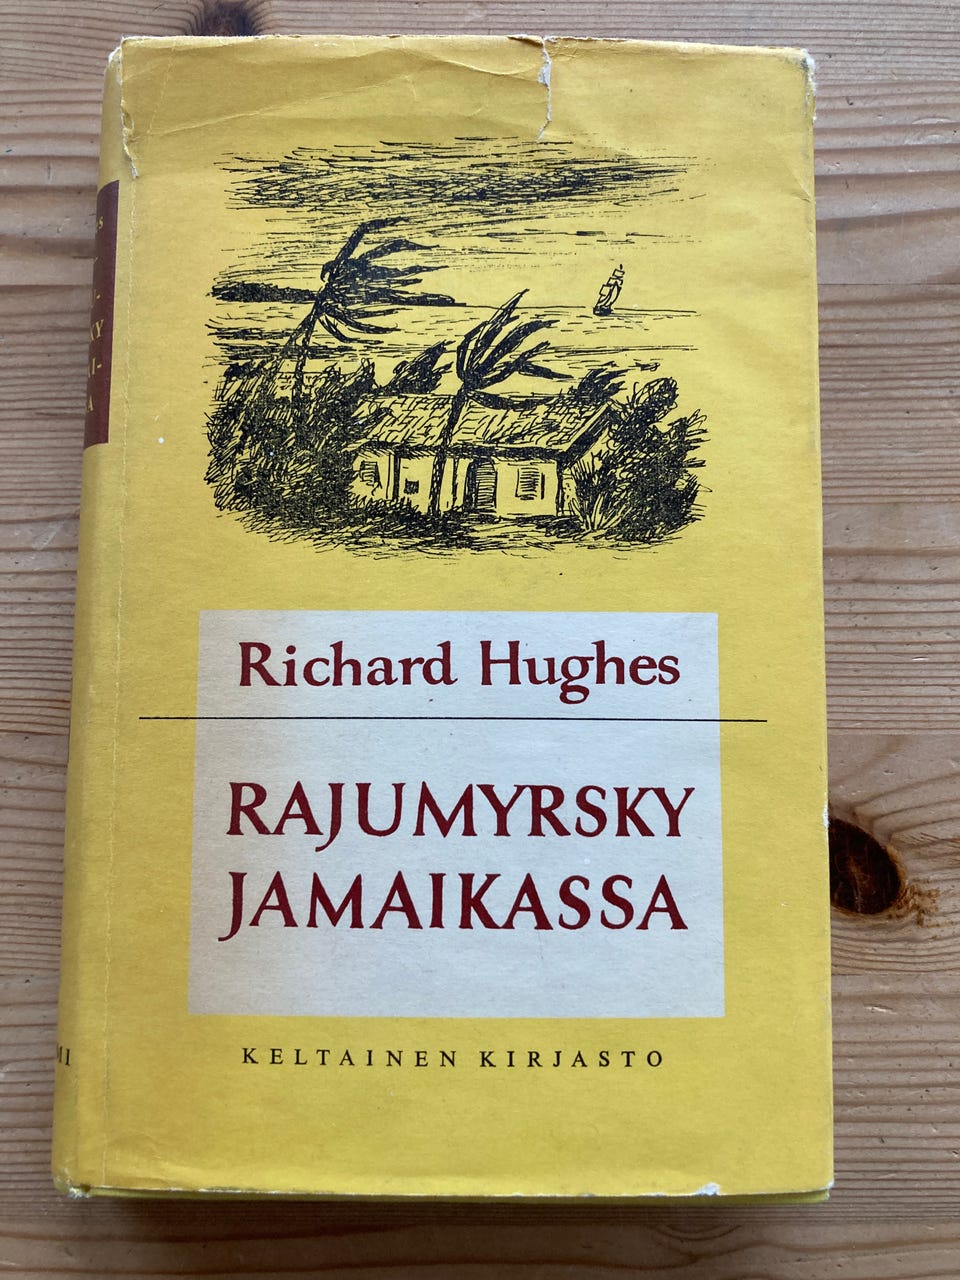 Richard Hughes
RAJUMYRSKY
JAMAIKASSA
KELTAINEN KIRJASTO